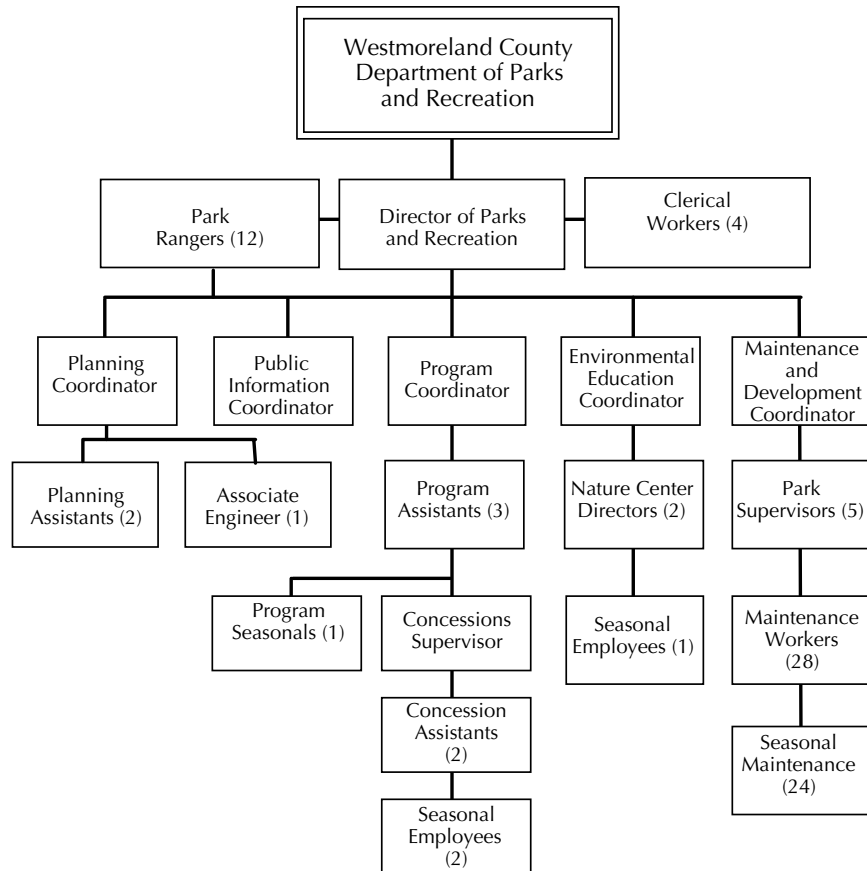 Westmoreland County
Department of Parks
and Recreation
Park
Rangers (12)
Director of Parks
and Recreation
Clerical
Workers (4)
Planning
Coordinator
Public
Information
Coordinator
Program
Coordinator
Environmental
Education
Coordinator
Maintenance
and
Development
Coordinator
Planning
Assistants (2)
Associate
Engineer (1)
Program
Assistants (3)
Nature Center
Directors (2)
Park
Supervisors (5)
Program
Seasonals (1)
Concessions
Supervisor
Seasonal
Employees (1)
Maintenance
Workers
(28)
Concession
Assistants
(2)
Seasonal
Maintenance
(24)
Seasonal
Employees
(2)